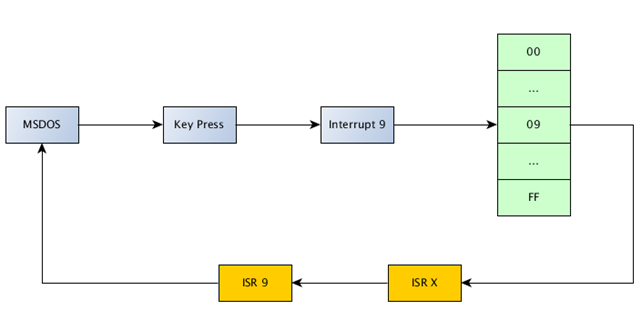 00
...
MSDOS
Key Press
Interrupt 9
09
...
FF
ISR 9
ISR X